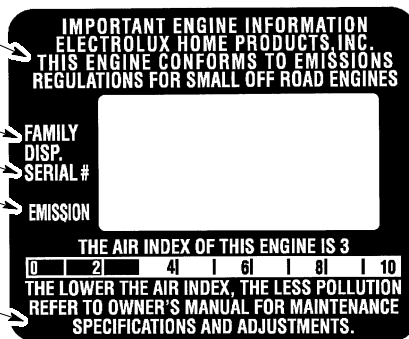 IMPORTANT ENGINE INFORMATION
ELECTROLUX HOME PRODUCTS, INC.
THIS ENGINE CONFORMS TO EMISSIONS
REGULATIONS FOR SMALL OFF ROAD ENGINES
FAMILY
DISP.
SERIAL #
EMISSION
THE AIR INDEX OF THIS ENGINE IS 3
0 2 4 6 8 10
THE LOWER THE AIR INDEX, THE LESS POLLUTION
REFER TO OWNER'S MANUAL FOR MAINTENANCE
SPECIFICATIONS AND ADJUSTMENTS.